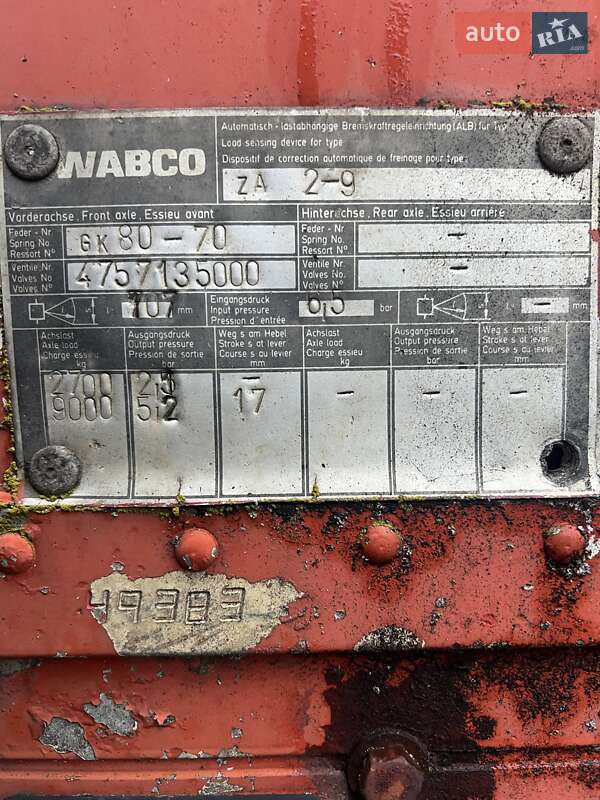 auto RIA .com
WABCO
Automatisch - lastabhängige Bremskraftregeleinrichtung (ALB) für Typ:
Load sensing device for type
Dispositif de correction automatique de freinage pour type:
ZA 2-9
Vorderachse, Front axle, Essieu avant
Hinterachse, Rear axle, Essieu arrière
Feder-Nr.
Spring No.
Ressort N°
GK 80-70
Feder-Nr.
Spring No.
Ressort N°
-
Ventile Nr.
Valves No.
Valves N°
4757135000
Ventile Nr.
Valves No.
Valves N°
-
107 mm
Eingangsdruck
Input pressure
Pression d'entrée
6,5 bar
- mm
Achslast
Axle load
Charge essieu
kg
Ausgangsdruck
Output pressure
Pression de sortie
bar
Weg s am Hebel
Stroke s at lever
Course s au levier
mm
Achslast
Axle load
Charge essieu
kg
Ausgangsdruck
Output pressure
Pression de sortie
bar
Weg s am Hebel
Stroke s at lever
Course s au levier
mm
2700 - - - -
9000 5,2 17
49383